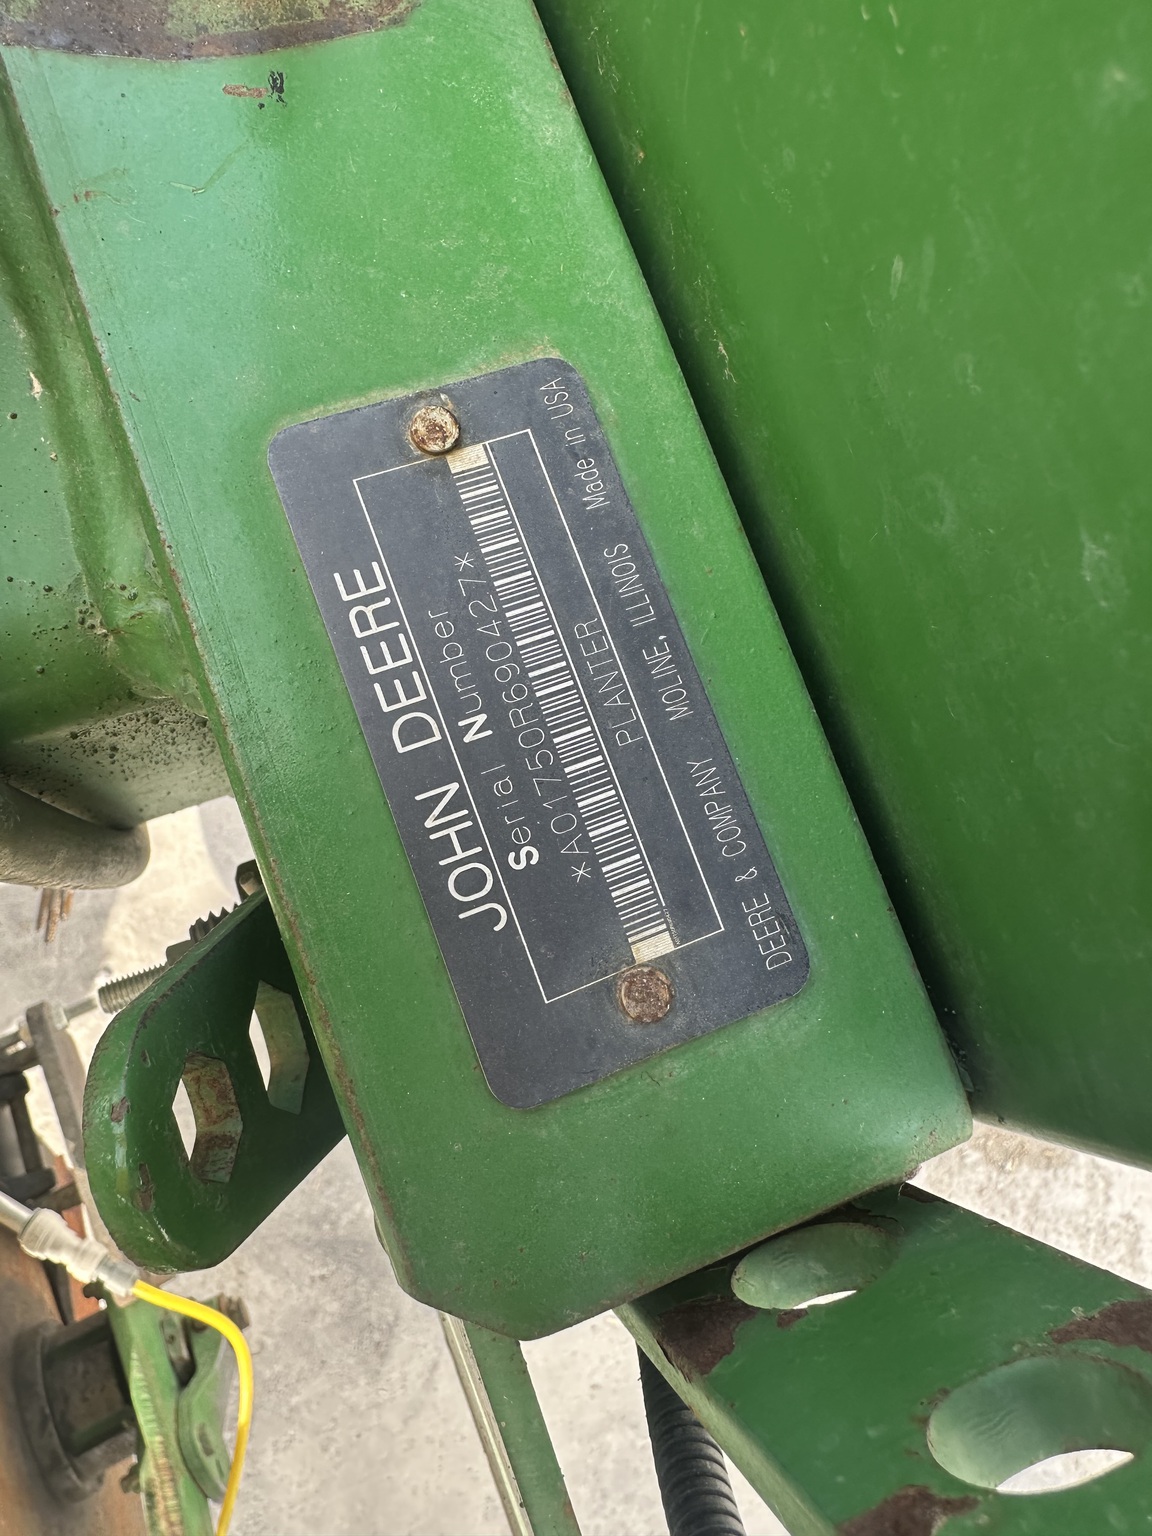 JOHN DEERE
Serial Number
*A01750R690427*
PLANTER
DEERE & COMPANY MOLINE, ILLINOIS Made in USA